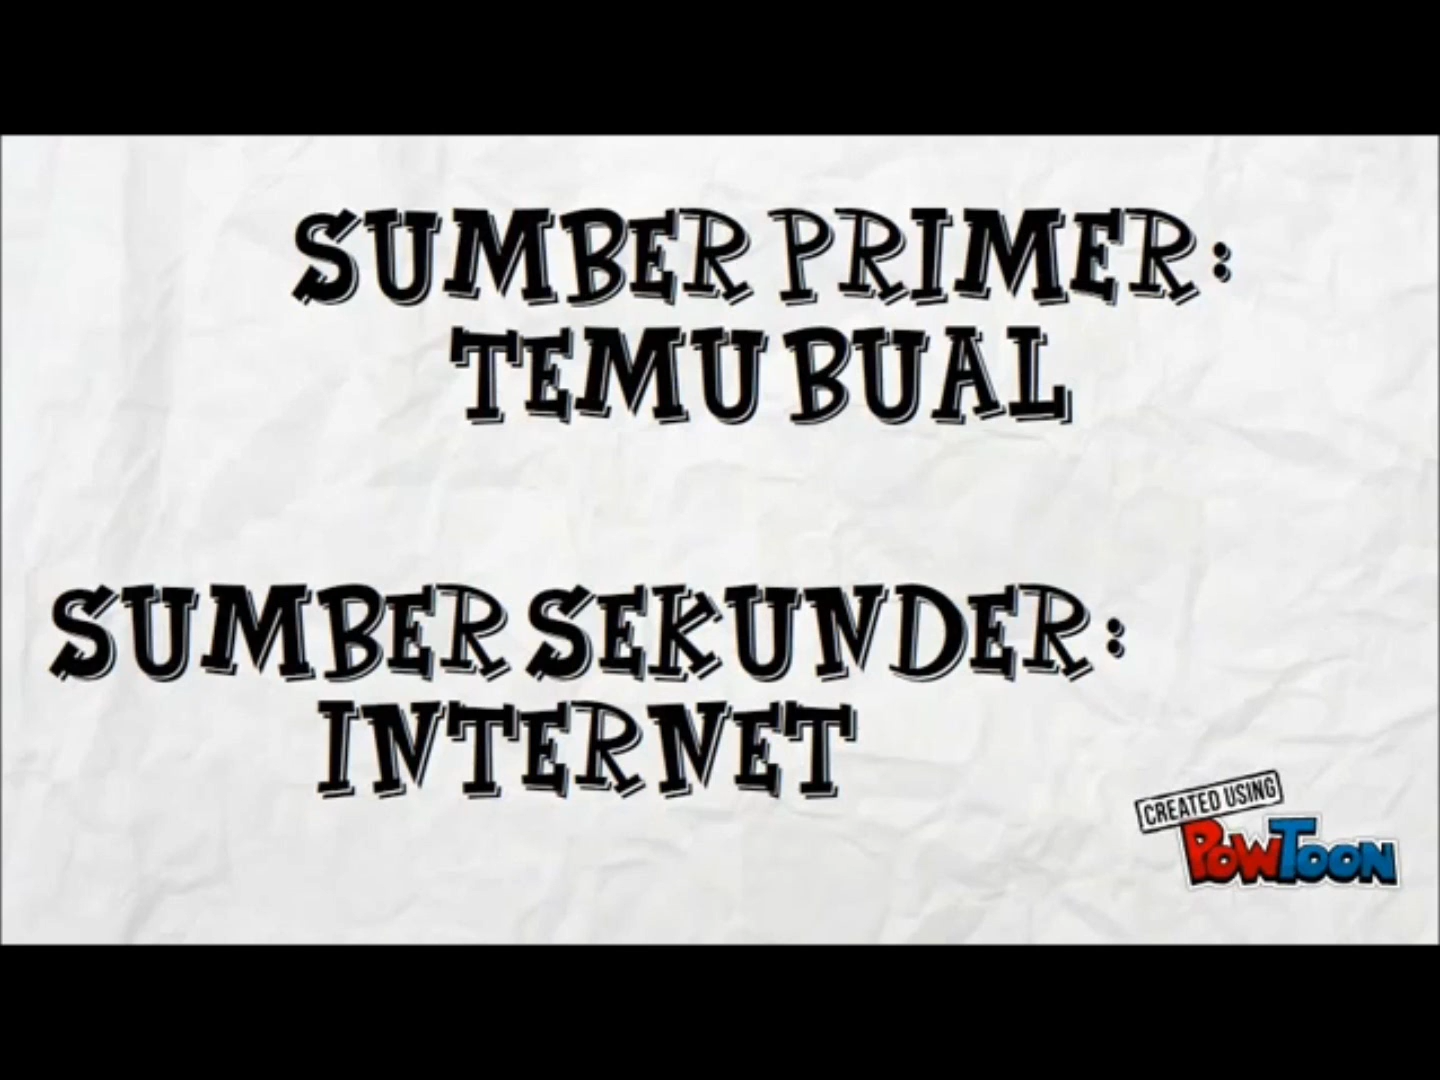 SUMBER PRIMER:
TEMU BUAL
SUMBER SEKUNDER:
INTERNET
CREATED USING
POWTOON